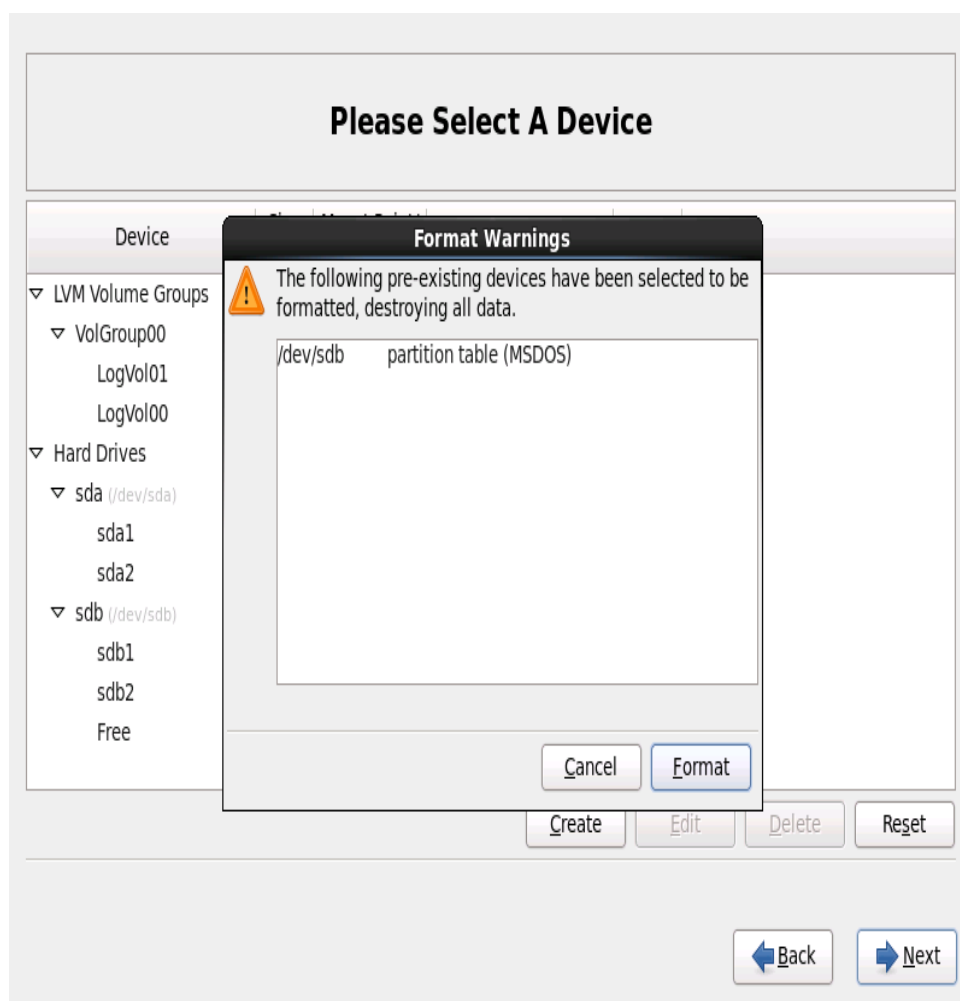 Please Select A Device
Device
Format Warnings
The following pre-existing devices have been selected to be
formatted, destroying all data.
/dev/sdb partition table (MSDOS)
LVM Volume Groups
VolGroup00
LogVol01
LogVol00
Hard Drives
sda (/dev/sda)
sda1
sda2
sdb (/dev/sdb)
sdb1
sdb2
Free
Cancel Format
Create Edit Delete Reset
Back Next